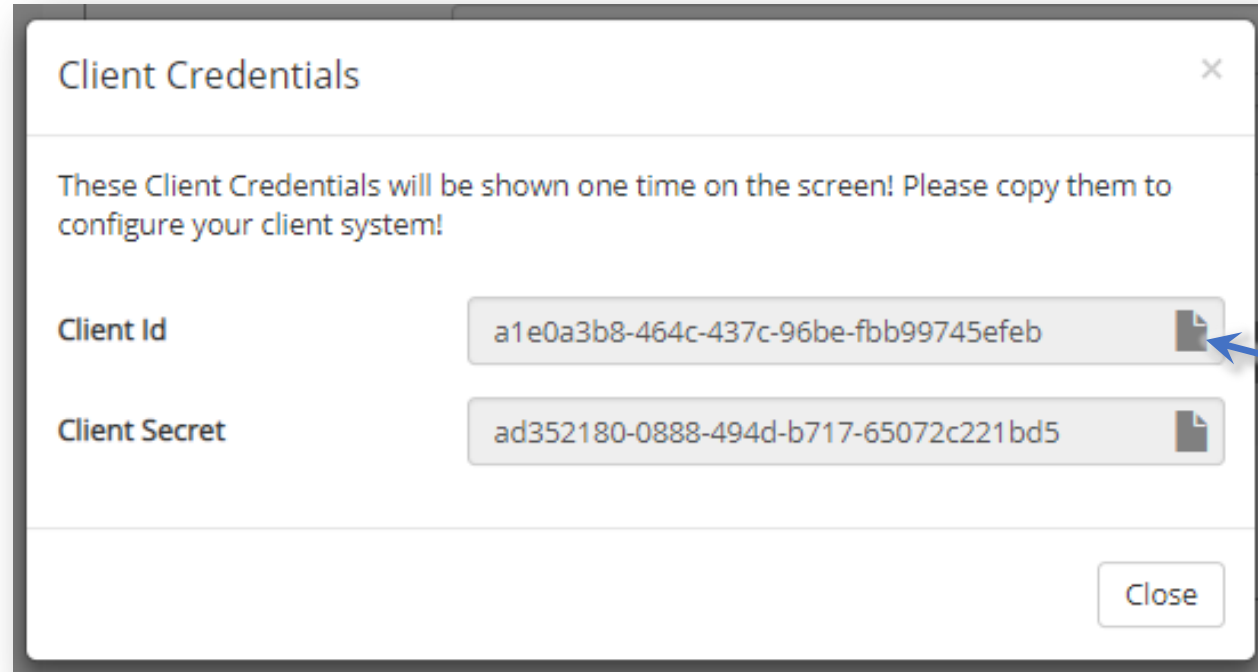 Client Credentials ×
These Client Credentials will be shown one time on the screen! Please copy them to
configure your client system!
Client Id a1e0a3b8-464c-437c-96be-fbb99745efeb
Client Secret ad352180-0888-494d-b717-65072c221bd5
Close